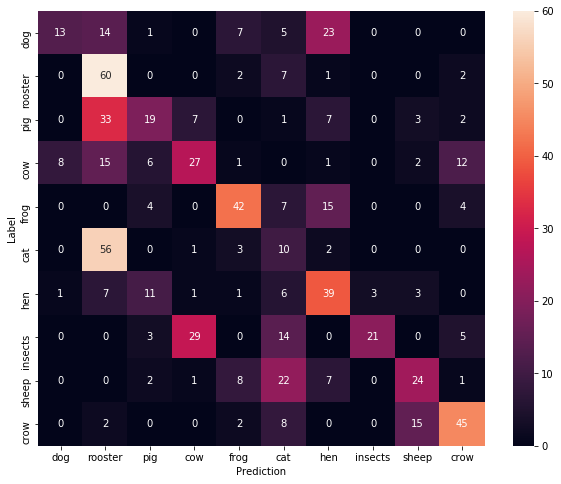 dog 13 14 1 0 7 5 23 0 0 0
rooster 0 60 0 0 2 7 1 0 0 2
pig 0 33 19 7 0 1 7 0 3 2
cow 8 15 6 27 1 0 1 0 2 12
frog 0 0 4 0 42 7 15 0 0 4
cat 0 56 0 1 3 10 2 0 0 0
hen 1 7 11 1 1 6 39 3 3 0
insects 0 0 3 29 0 14 0 21 0 5
sheep 0 0 2 1 8 22 7 0 24 1
crow 0 2 0 0 2 8 0 0 15 45
dog rooster pig cow frog cat hen insects sheep crow
Prediction
Label
60
50
40
30
20
10
0